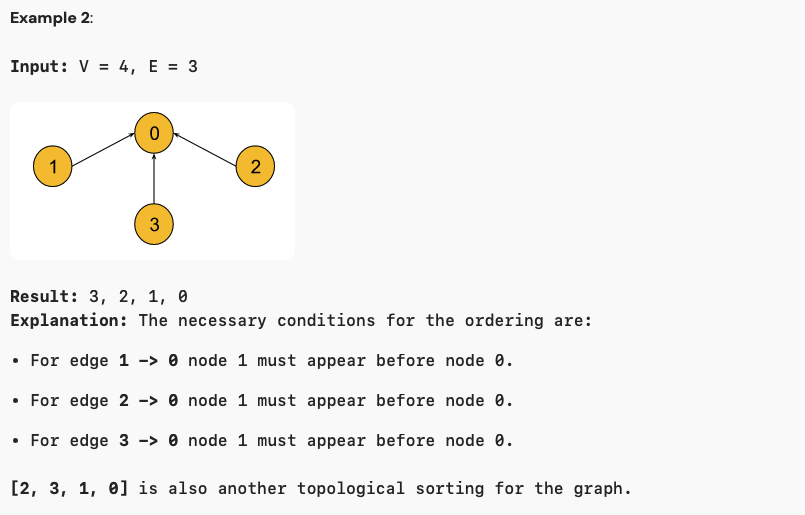 Example 2:
Input: V = 4, E = 3
0
1
2
3
Result: 3, 2, 1, 0
Explanation: The necessary conditions for the ordering are:
• For edge 1 –> 0 node 1 must appear before node 0.
• For edge 2 –> 0 node 1 must appear before node 0.
• For edge 3 –> 0 node 1 must appear before node 0.
[2, 3, 1, 0] is also another topological sorting for the graph.